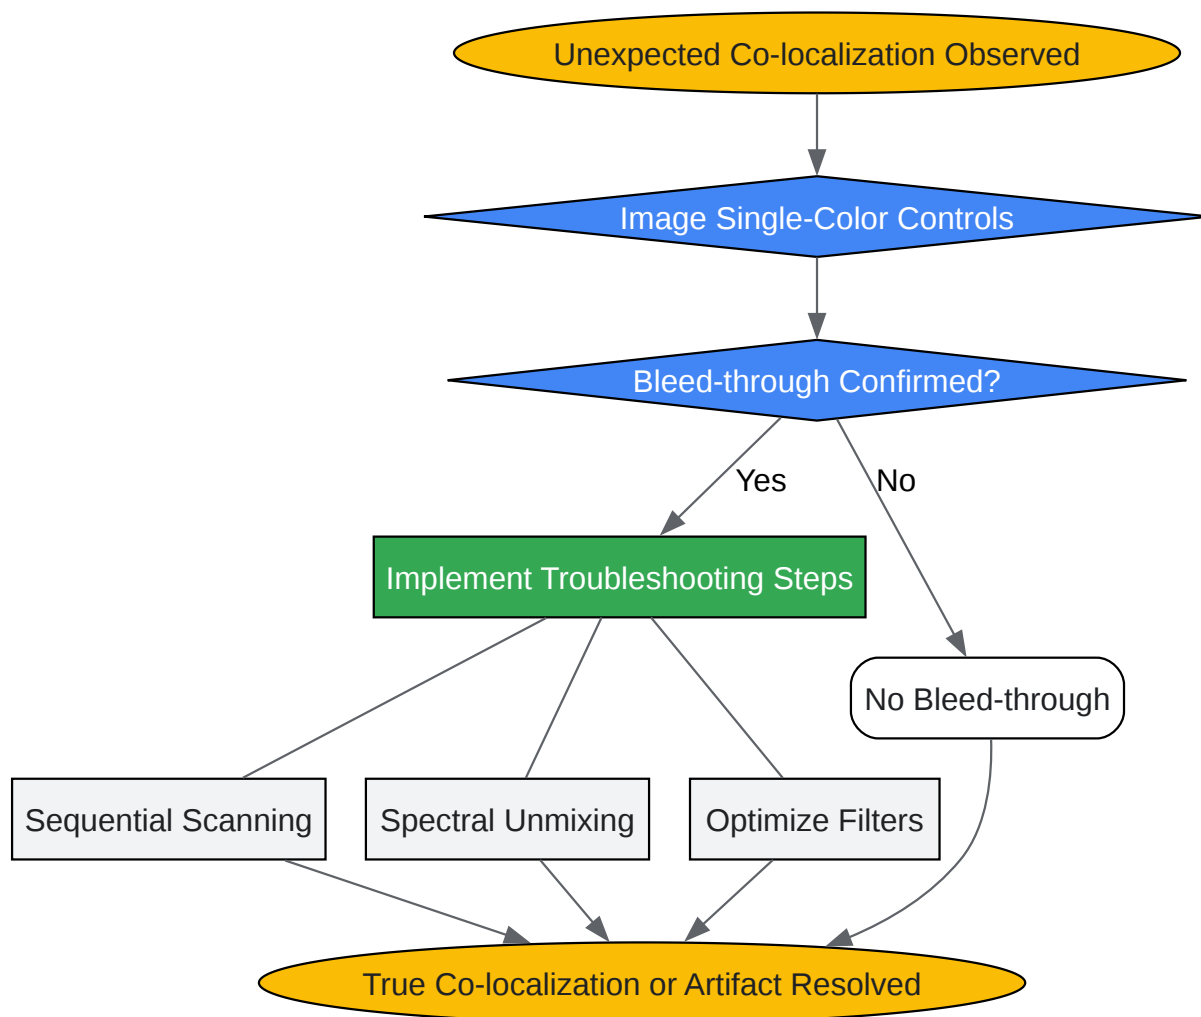 Unexpected Co-localization Observed
Image Single-Color Controls
Bleed-through Confirmed?
Yes
No
Implement Troubleshooting Steps
No Bleed-through
Sequential Scanning
Spectral Unmixing
Optimize Filters
True Co-localization or Artifact Resolved